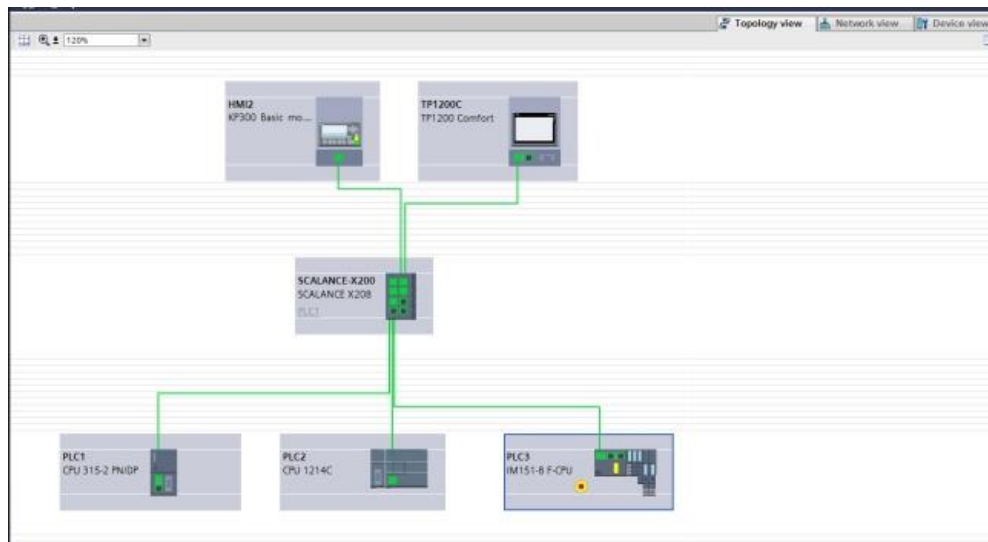 Topology view
Network view
Device view
120%
HMI2
KP300 Basic mo...
TP1200C
TP1200 Comfort
SCALANCE-X200
SCALANCE X208
PLC1
PLC1
CPU 315-2 PN/DP
PLC2
CPU 1214C
PLC3
IM151-8 F-CPU